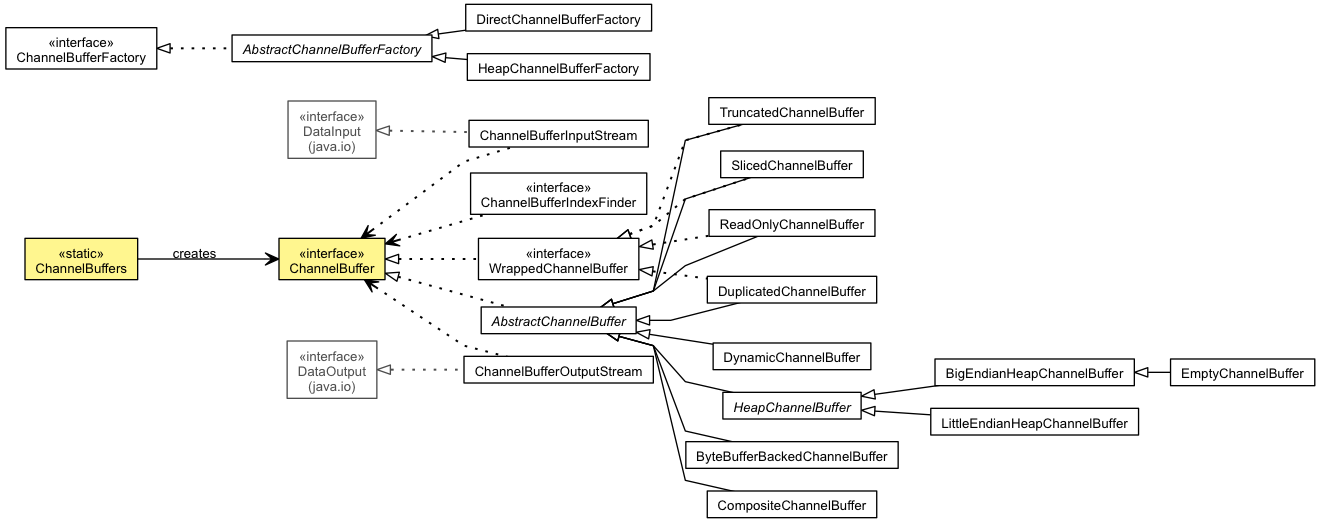 DirectChannelBufferFactory
«interface»
ChannelBufferFactory
AbstractChannelBufferFactory
HeapChannelBufferFactory
«interface»
DataInput
(java.io)
ChannelBufferInputStream
TruncatedChannelBuffer
SlicedChannelBuffer
«interface»
ChannelBufferIndexFinder
ReadOnlyChannelBuffer
«static»
ChannelBuffers
creates
«interface»
ChannelBuffer
«interface»
WrappedChannelBuffer
DuplicatedChannelBuffer
AbstractChannelBuffer
DynamicChannelBuffer
«interface»
DataOutput
(java.io)
ChannelBufferOutputStream
BigEndianHeapChannelBuffer
EmptyChannelBuffer
HeapChannelBuffer
LittleEndianHeapChannelBuffer
ByteBufferBackedChannelBuffer
CompositeChannelBuffer